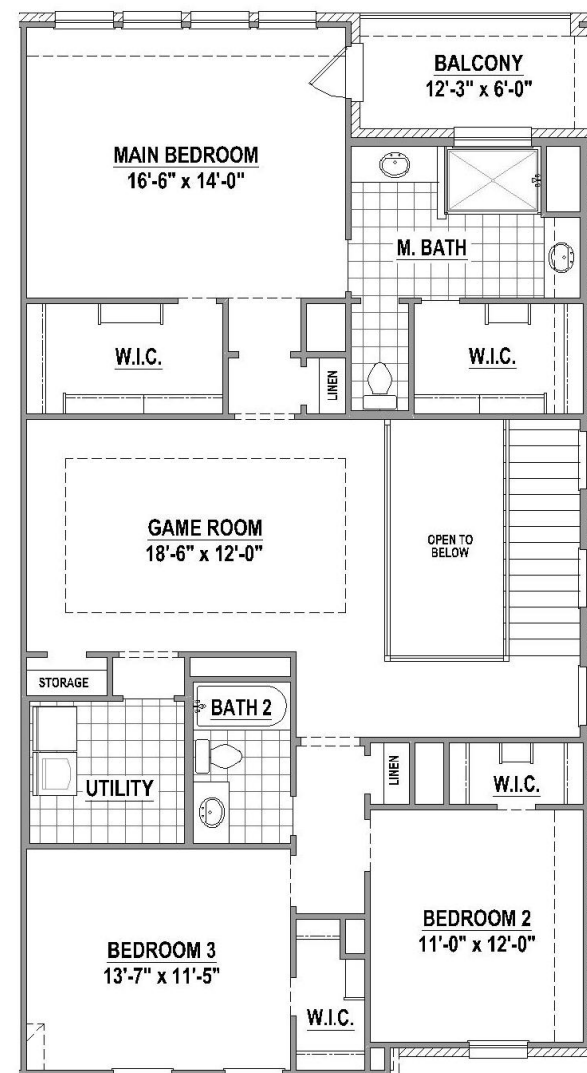 BALCONY
12'-3" x 6'-0"
MAIN BEDROOM
16'-6" x 14'-0"
M. BATH
W.I.C.
W.I.C.
LINEN
GAME ROOM
18'-6" x 12'-0"
OPEN TO
BELOW
STORAGE
BATH 2
UTILITY
LINEN
W.I.C.
BEDROOM 2
11'-0" x 12'-0"
BEDROOM 3
13'-7" x 11'-5"
W.I.C.